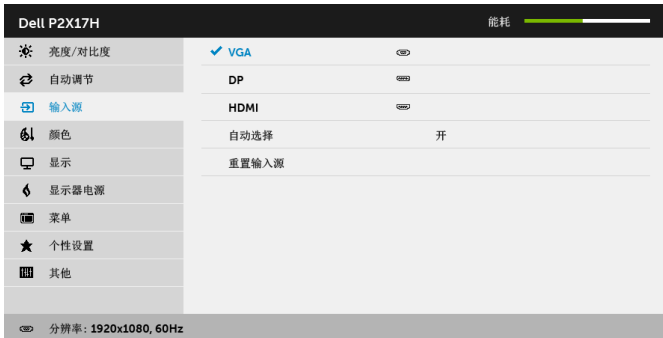 Dell P2X17H 能耗
亮度/对比度 VGA
自动调节 DP
输入源 HDMI
颜色 自动选择 开
显示 重置输入源
显示器电源
菜单
个性设置
其他
分辨率: 1920x1080, 60Hz